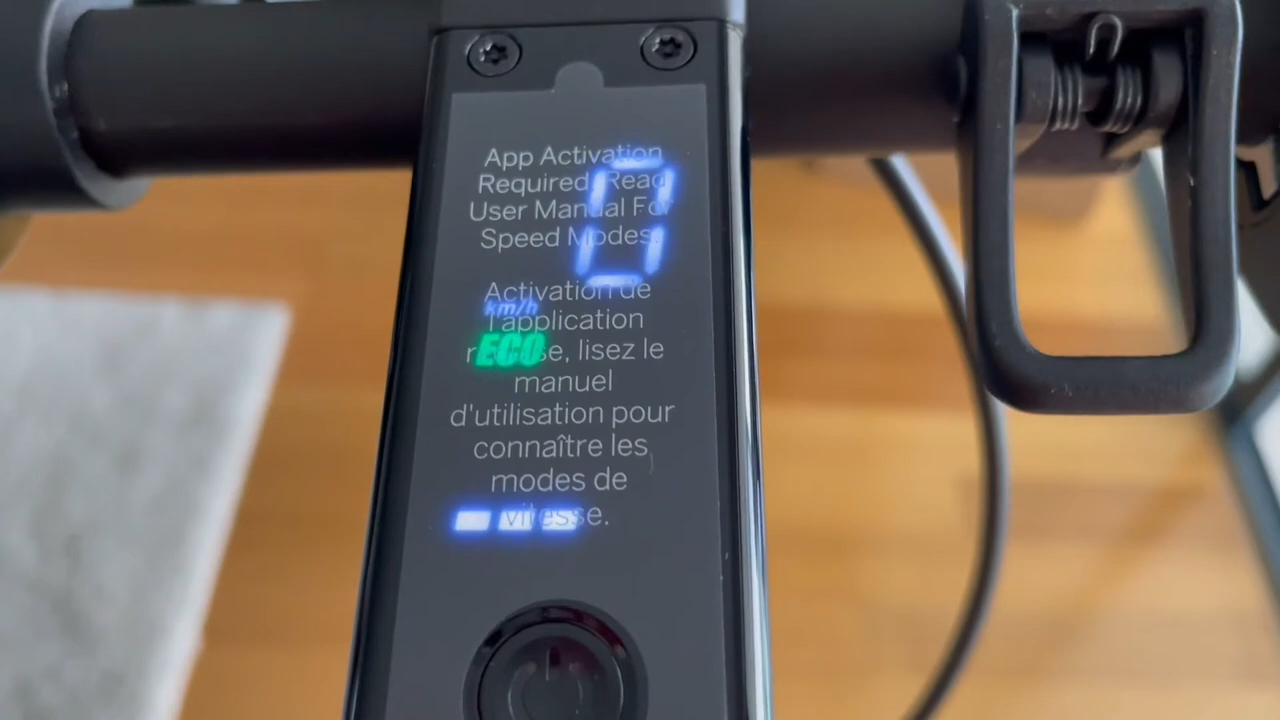 App Activation
Required. Read
User Manual For
Speed Modes.
0
Activation de
km/h
l'application
ECO
requise, lisez le
manuel
d'utilisation pour
connaître les
modes de
vitesse.